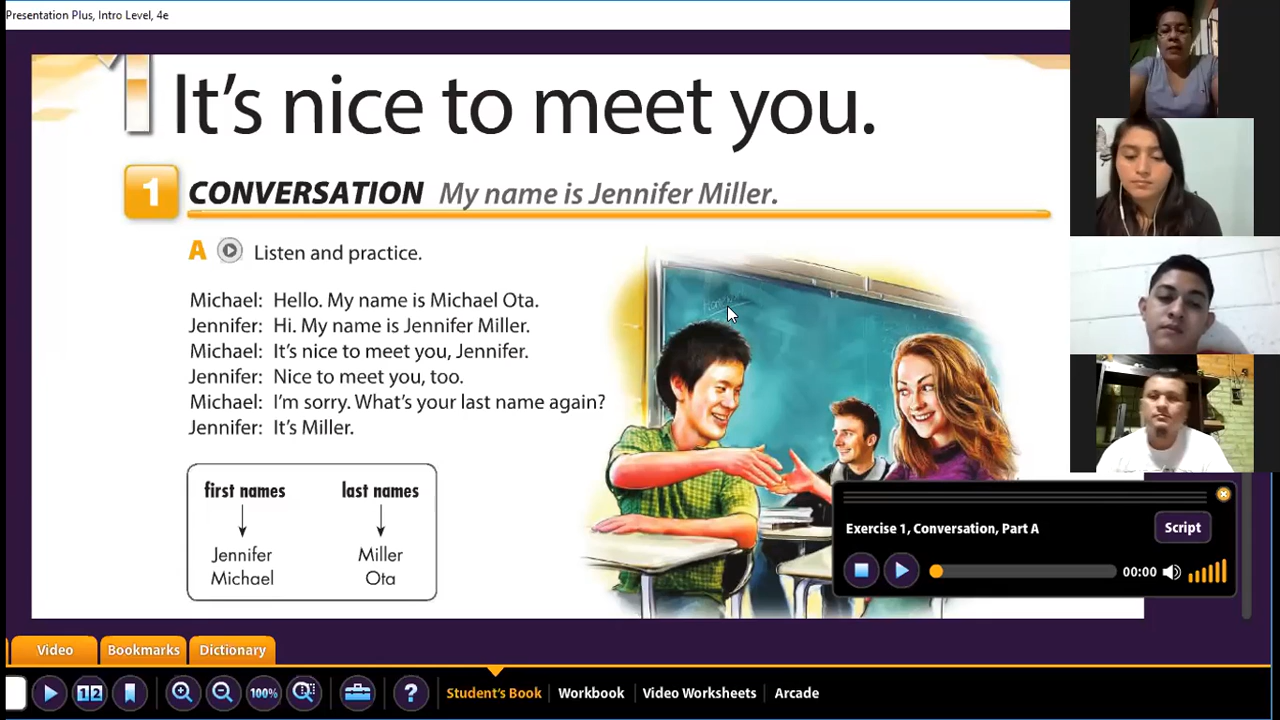 Presentation Plus, Intro Level, 4e
1 It's nice to meet you.
1 CONVERSATION My name is Jennifer Miller.
A Listen and practice.
Michael: Hello. My name is Michael Ota.
Jennifer: Hi. My name is Jennifer Miller.
Michael: It's nice to meet you, Jennifer.
Jennifer: Nice to meet you, too.
Michael: I'm sorry. What's your last name again?
Jennifer: It's Miller.
first names last names
Jennifer Miller
Michael Ota
Exercise 1, Conversation, Part A
Script
00:00
Video Bookmarks Dictionary
12 100% ? Student's Book Workbook Video Worksheets Arcade